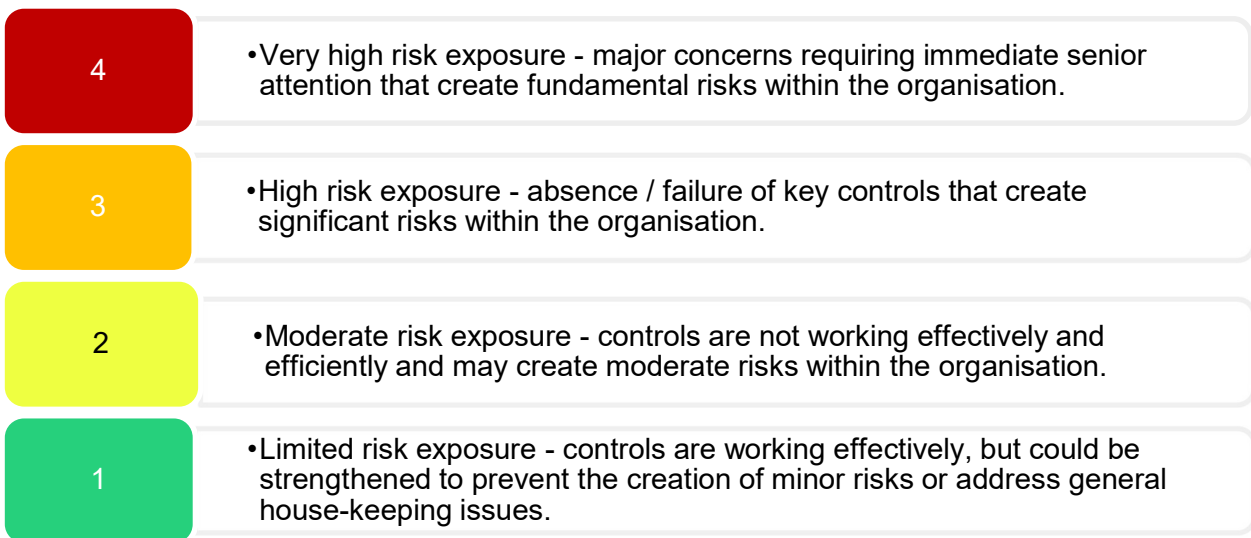 4
•Very high risk exposure - major concerns requiring immediate senior
attention that create fundamental risks within the organisation.
3
•High risk exposure - absence / failure of key controls that create
significant risks within the organisation.
2
•Moderate risk exposure - controls are not working effectively and
efficiently and may create moderate risks within the organisation.
1
•Limited risk exposure - controls are working effectively, but could be
strengthened to prevent the creation of minor risks or address general
house-keeping issues.